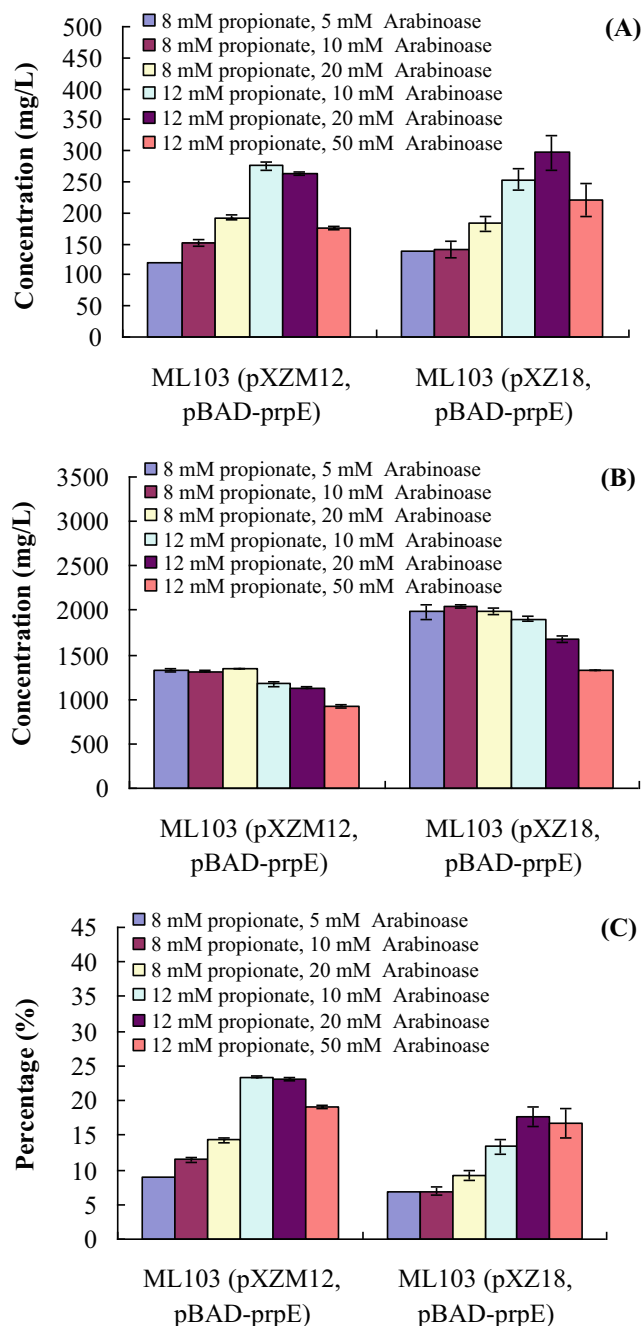 (A)
Concentration (mg/L)
500
450
400
350
300
250
200
150
100
50
0
8 mM propionate, 5 mM Arabinoase
8 mM propionate, 10 mM Arabinoase
8 mM propionate, 20 mM Arabinoase
12 mM propionate, 10 mM Arabinoase
12 mM propionate, 20 mM Arabinoase
12 mM propionate, 50 mM Arabinoase
ML103 (pXZM12,
pBAD-prpE)
ML103 (pXZ18,
pBAD-prpE)
(B)
Concentration (mg/L)
3500
3000
2500
2000
1500
1000
500
0
8 mM propionate, 5 mM Arabinoase
8 mM propionate, 10 mM Arabinoase
8 mM propionate, 20 mM Arabinoase
12 mM propionate, 10 mM Arabinoase
12 mM propionate, 20 mM Arabinoase
12 mM propionate, 50 mM Arabinoase
ML103 (pXZM12,
pBAD-prpE)
ML103 (pXZ18,
pBAD-prpE)
(C)
Percentage (%)
45
40
35
30
25
20
15
10
5
0
8 mM propionate, 5 mM Arabinoase
8 mM propionate, 10 mM Arabinoase
8 mM propionate, 20 mM Arabinoase
12 mM propionate, 10 mM Arabinoase
12 mM propionate, 20 mM Arabinoase
12 mM propionate, 50 mM Arabinoase
ML103 (pXZM12,
pBAD-prpE)
ML103 (pXZ18,
pBAD-prpE)